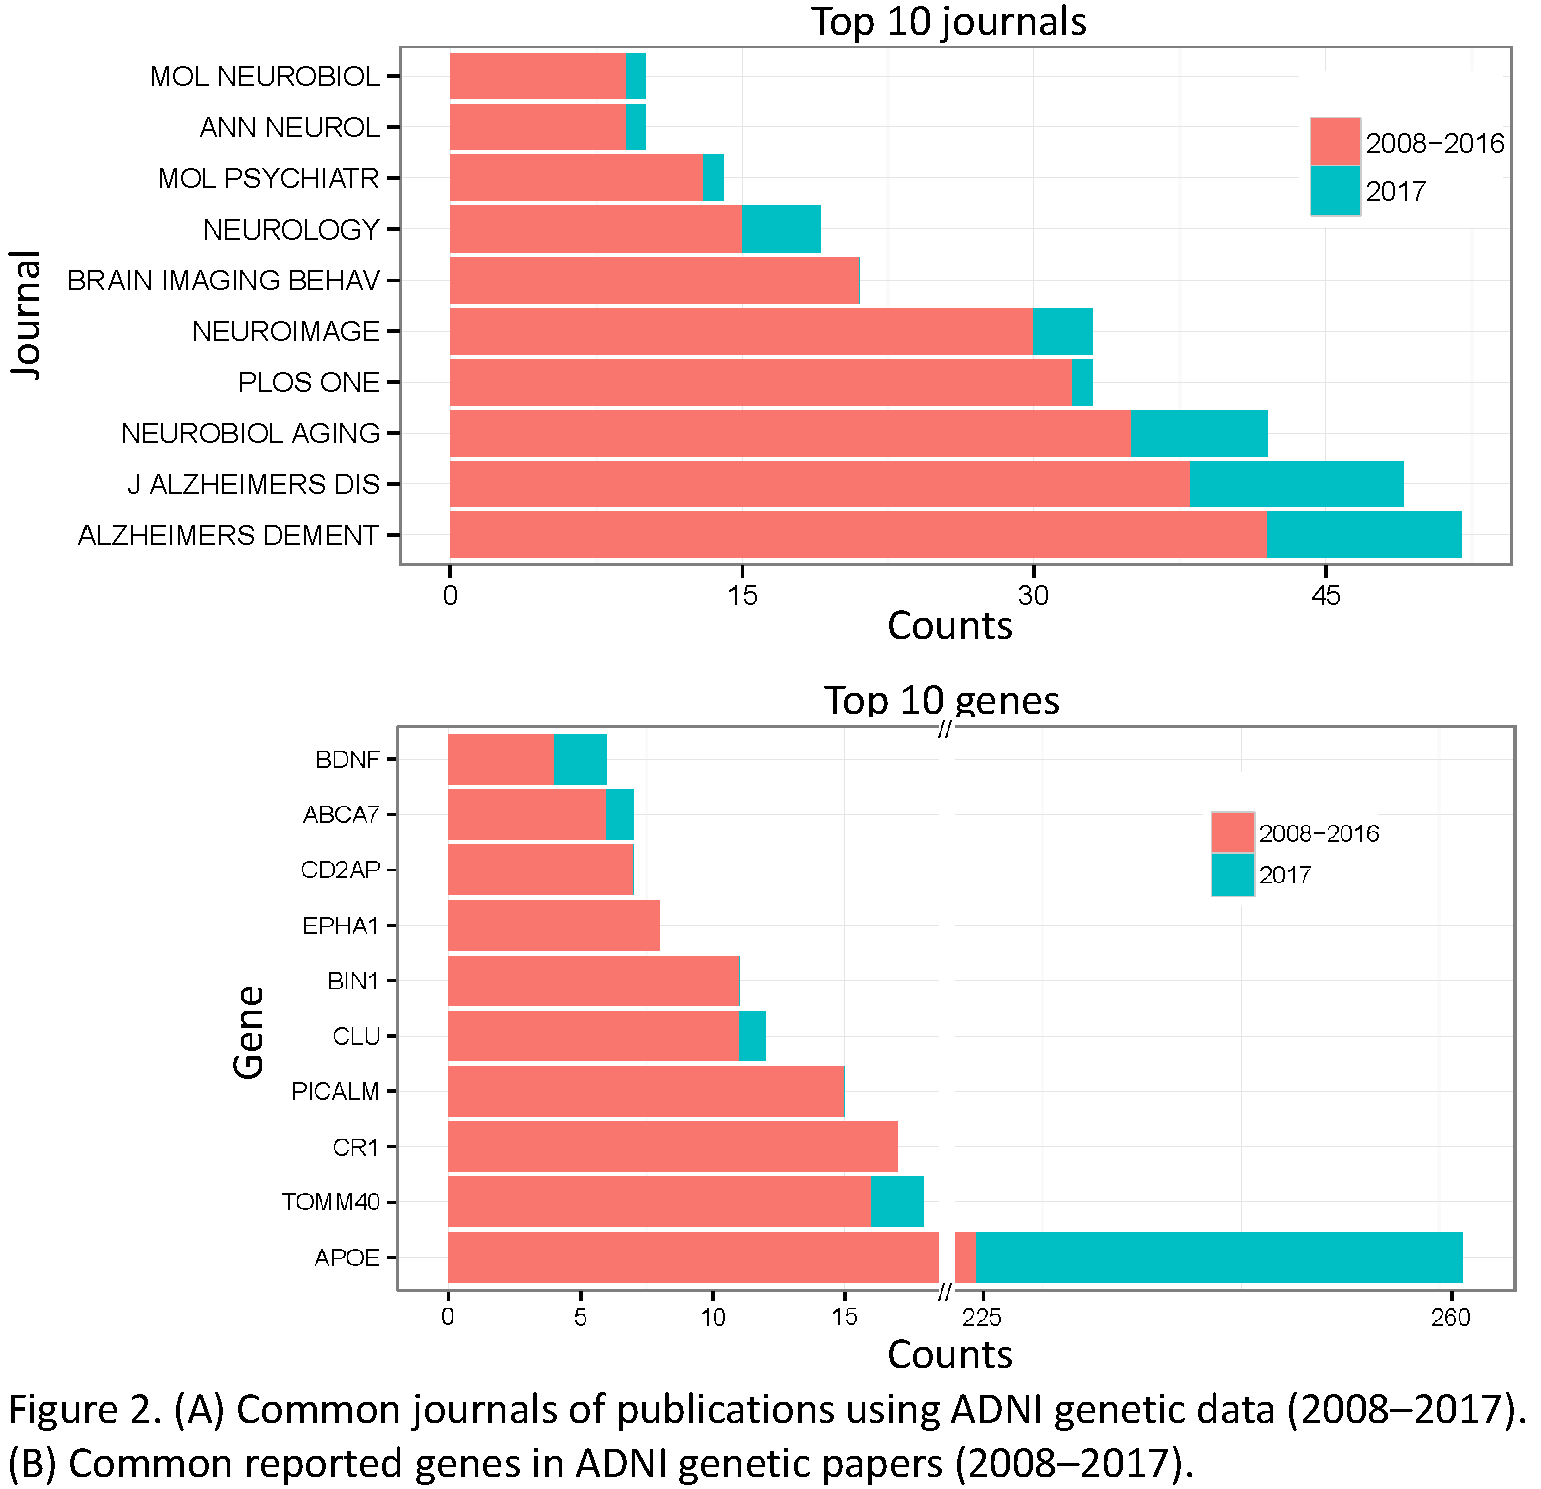 Top 10 journals
MOL NEUROBIOL
ANN NEUROL
MOL PSYCHIATR
NEUROLOGY
BRAIN IMAGING BEHAV
NEUROIMAGE
PLOS ONE
NEUROBIOL AGING
J ALZHEIMERS DIS
ALZHEIMERS DEMENT
Journal
2008−2016
2017
0 15 30 45
Counts
Top 10 genes
//
BDNF
ABCA7
CD2AP
EPHA1
BIN1
CLU
PICALM
CR1
TOMM40
APOE
Gene
2008−2016
2017
//
0 5 10 15 225 260
Counts
Figure 2. (A) Common journals of publications using ADNI genetic data (2008–2017).
(B) Common reported genes in ADNI genetic papers (2008–2017).